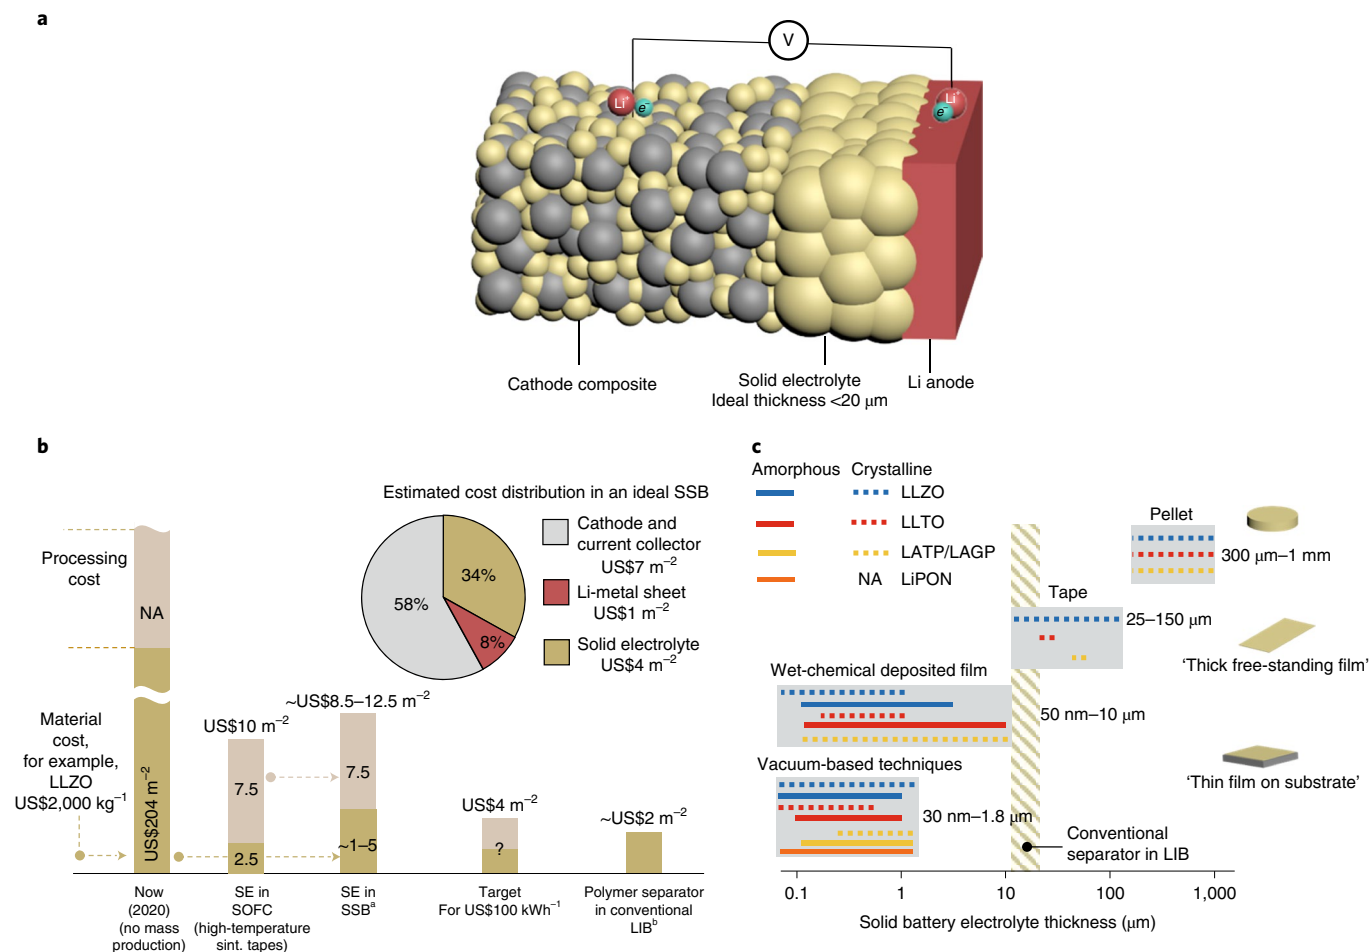 a
V
Li+
e−
Li+
e−
Cathode composite
Solid electrolyte
Ideal thickness <20 μm
Li anode
b
Estimated cost distribution in an ideal SSB
34%
58%
8%
Cathode and
current collector
US$7 m−2
Li-metal sheet
US$1 m−2
Solid electrolyte
US$4 m−2
Processing
cost
Material
cost,
for example,
LLZO
US$2,000 kg−1
NA
US$204 m−2
US$10 m−2
7.5
2.5
~US$8.5–12.5 m−2
7.5
~1–5
US$4 m−2
?
~US$2 m−2
Now
(2020)
(no mass
production)
SE in
SOFC
(high-temperature
sint. tapes)
SE in
SSBa
Target
For US$100 kWh−1
Polymer separator
in conventional
LIBb
c
Amorphous Crystalline
LLZO
LLTO
LATP/LAGP
NA LiPON
Pellet
300 μm–1 mm
Tape
25–150 μm
'Thick free-standing film'
Wet-chemical deposited film
50 nm–10 μm
Vacuum-based techniques
30 nm–1.8 μm
'Thin film on substrate'
Conventional
separator in LIB
0.1 1 10 100 1,000
Solid battery electrolyte thickness (μm)